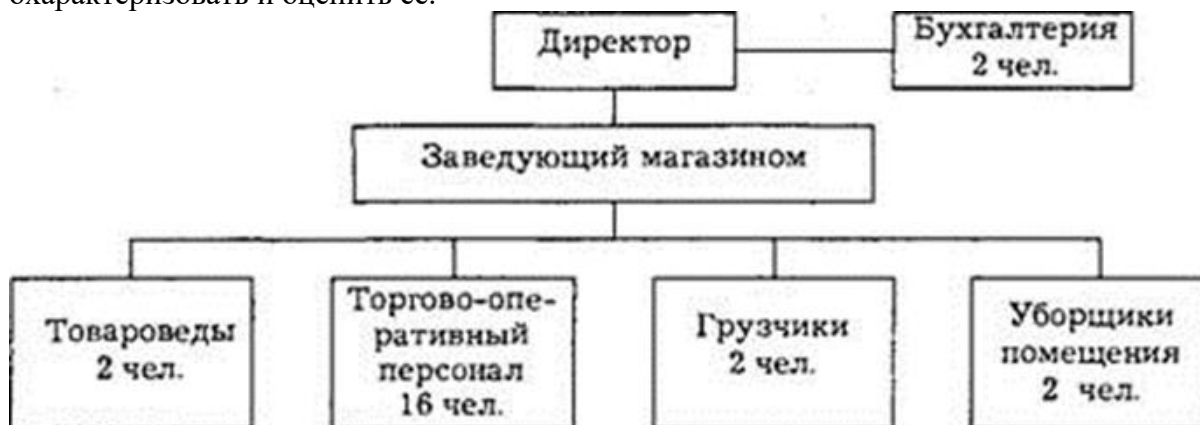 охарактеризовать и оценить ее.
Директор
Бухгалтерия
2 чел.
Заведующий магазином
Товароведы
2 чел.
Торгово-опе-
ративный
персонал
16 чел.
Грузчики
2 чел.
Уборщики
помещения
2 чел.